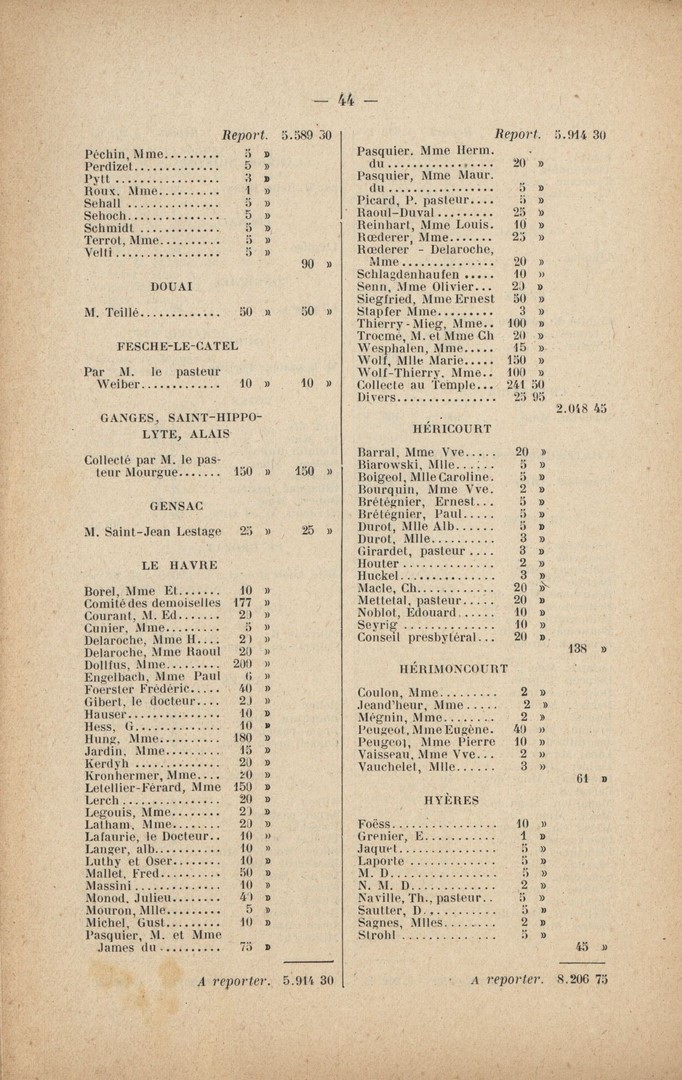 — 44 —
Report. 5.589 30
Péchin, Mme......... 5 »
Perdizet.............. 5 »
Pytt ................. 3 »
Roux. Mme.......... 1 »
Sehall ............... 5 »
Sehoch............... 5 »
Schmidt ............. 5 »
Terrot, Mme.......... 5 »
Velti ................. 5 »
90 »
DOUAI
M. Teillé............. 50 » 50 »
FESCHE-LE-CATEL
Par M. le pasteur
Weiber............. 10 » 10 »
GANGES, SAINT-HIPPO-
LYTE, ALAIS
Collecté par M. le pas-
teur Mourgue....... 150 » 150 »
GENSAC
M. Saint-Jean Lestage 25 » 25 »
LE HAVRE
Borel, Mme Et....... 10 »
Comité des demoiselles 177 »
Courant, M. Ed....... 20 »
Cunier, Mme.......... 5 »
Delaroche, Mme H.... 20 »
Delaroche, Mme Raoul 20 »
Dollfus, Mme......... 200 »
Engelbach, Mme Paul 6 »
Foerster Frédéric..... 40 »
Gibert, le docteur.... 20 »
Hauser............... 10 »
Hess, G............... 10 »
Hung, Mme........... 180 »
Jardin, Mme.......... 15 »
Kerdyh .............. 20 »
Kronhermer, Mme.... 20 »
Letellier-Férard, Mme 150 »
Lerch................. 20 »
Legouis, Mme......... 20 »
Latham, Mme......... 20 »
Lafaurie, le Docteur.. 10 »
Langer, alb........... 10 »
Luthy et Oser........ 10 »
Mallet, Fred.......... 50 »
Massini .............. 10 »
Monod, Julieu........ 40 »
Mouron, Mlle......... 5 »
Michel, Gust......... 10 »
Pasquier, M. et Mme
James du .......... 75 »
A reporter. 5.914 30
Report. 5.914 30
Pasquier. Mme Herm.
du ................ 20 »
Pasquier, Mme Maur.
du ................ 5 »
Picard, P. pasteur.... 5 »
Raoul-Duval ......... 25 »
Reinhart, Mme Louis. 10 »
Rœderer, Mme....... 25 »
Rœderer - Delaroche,
Mme .............. 20 »
Schlagdenhaufen ..... 10 »
Senn, Mme Olivier... 20 »
Siegfried, Mme Ernest 50 »
Stapfer Mme......... 3 »
Thierry-Mieg, Mme.. 100 »
Trocmé, M. et Mme Ch 20 »
Wesphalen, Mme..... 15 »
Wolf, Mlle Marie..... 150 »
Wolf-Thierry. Mme.. 100 »
Collecte au Temple... 241 50
Divers............... 25 95
2.048 45
HÉRICOURT
Barral, Mme Vve..... 20 »
Biarowski, Mlle...... 5 »
Boigeol, Mlle Caroline. 5 »
Bourquin, Mme Vve. 2 »
Brétégnier, Ernest... 5 »
Brétégnier, Paul..... 5 »
Durot, Mlle Alb...... 5 »
Durot, Mlle.......... 3 »
Girardet, pasteur .... 3 »
Houter .............. 2 »
Huckel............... 3 »
Macle, Ch............ 20 »
Mettetal, pasteur..... 20 »
Noblot, Edouard...... 10 »
Seyrig .............. 10 »
Conseil presbytéral... 20 »
138 »
HÉRIMONCOURT
Coulon, Mme......... 2 »
Jeand'heur, Mme ..... 2 »
Mégnin, Mme......... 2 »
Peugeot, Mme Eugène. 40 »
Peugeot, Mme Pierre 10 »
Vaisseau, Mme Vve... 2 »
Vauchelet, Mlle...... 3 »
61 »
HYÈRES
Foëss................ 10 »
Grenier, E........... 1 »
Jaquet............... 5 »
Laporte ............. 5 »
M. D................. 5 »
N. M. D.............. 2 »
Naville, Th., pasteur.. 5 »
Sautter, D........... 5 »
Sagnes, Mlles........ 2 »
Strohl .............. 5 »
45 »
A reporter. 8.206 75